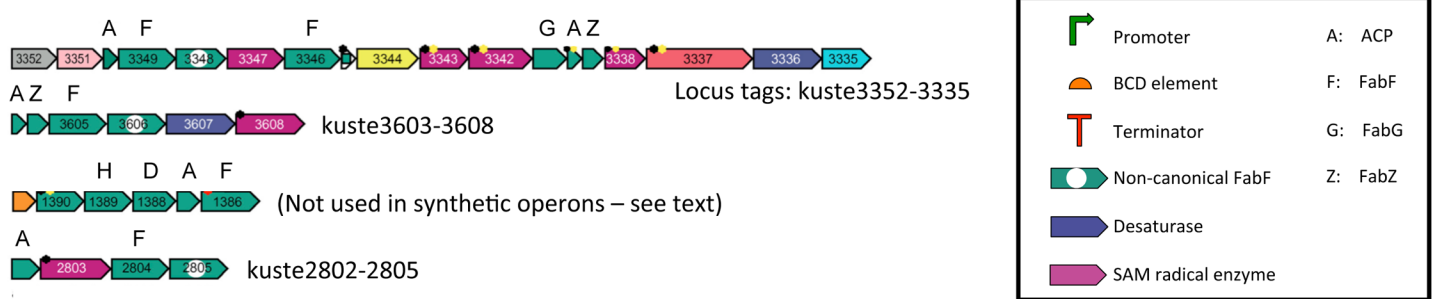 A F F G A Z
3352 3351 3349 3348 3347 3346 3344 3343 3342 3338 3337 3336 3335
Locus tags: kuste3352-3335
A Z F
3605 3606 3607 3608 kuste3603-3608
H D A F
1390 1389 1388 1386 (Not used in synthetic operons – see text)
A F
2803 2804 2805 kuste2802-2805
Promoter A: ACP
BCD element F: FabF
Terminator G: FabG
Non-canonical FabF Z: FabZ
Desaturase
SAM radical enzyme